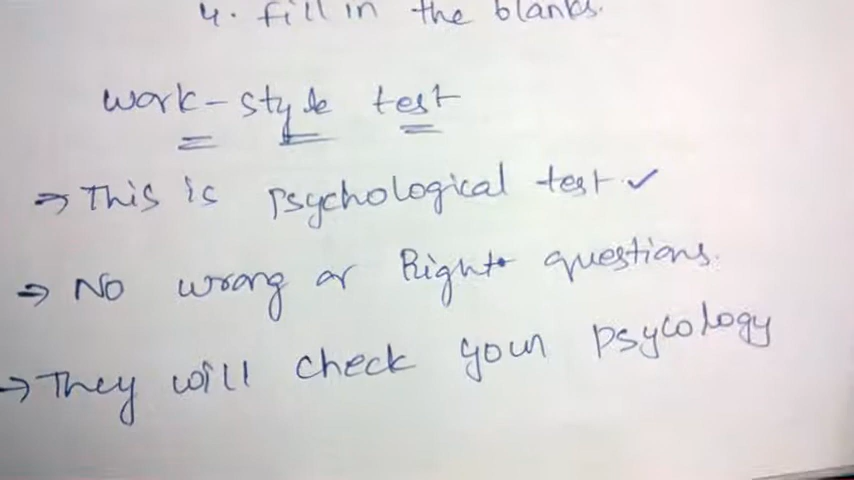 4. fill in the blanks.
work-style test
→ This is psychological test ✓
→ No wrong or Right questions.
→ They will check your psycology